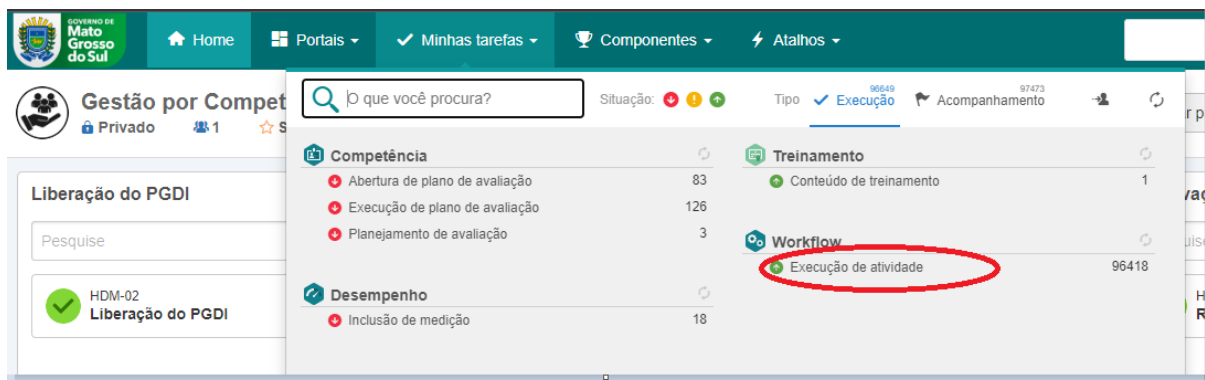 GOVERNO DE
Mato
Grosso
do Sul
Home
Portais
Minhas tarefas
Componentes
Atalhos
Gestão por Compet
Privado
1
S
O que você procura?
Situação:
Tipo
Execução
96649
Acompanhamento
97473
r p
Liberação do PGDI
Pesquise
HDM-02
Liberação do PGDI
Competência
Abertura de plano de avaliação 83
Execução de plano de avaliação 126
Planejamento de avaliação 3
Desempenho
Inclusão de medição 18
Treinamento
Conteúdo de treinamento 1
Workflow
Execução de atividade 96418
vaç
uise
H
R